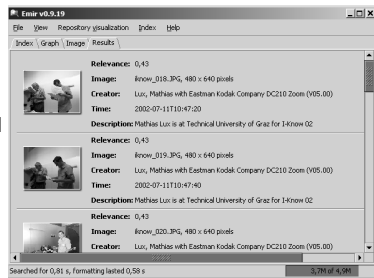 Emir v0.9.19
File View Repository visualization Index Help
Index Graph Image Results
Relevance: 0,43
Image: iknow_018.JPG, 480 x 640 pixels
Creator: Lux, Mathias with Eastman Kodak Company DC210 Zoom (V05.00)
Time: 2002-07-11T10:47:20
Description: Mathias Lux is at Technical University of Graz for I-Know 02
Relevance: 0,43
Image: iknow_019.JPG, 480 x 640 pixels
Creator: Lux, Mathias with Eastman Kodak Company DC210 Zoom (V05.00)
Time: 2002-07-11T10:47:40
Description: Mathias Lux is at Technical University of Graz for I-Know 02
Relevance: 0,43
Image: iknow_020.JPG, 480 x 640 pixels
Creator: Lux, Mathias with Eastman Kodak Company DC210 Zoom (V05.00)
Searched for 0,81 s, formatting lasted 0,58 s 3,7M of 4,9M